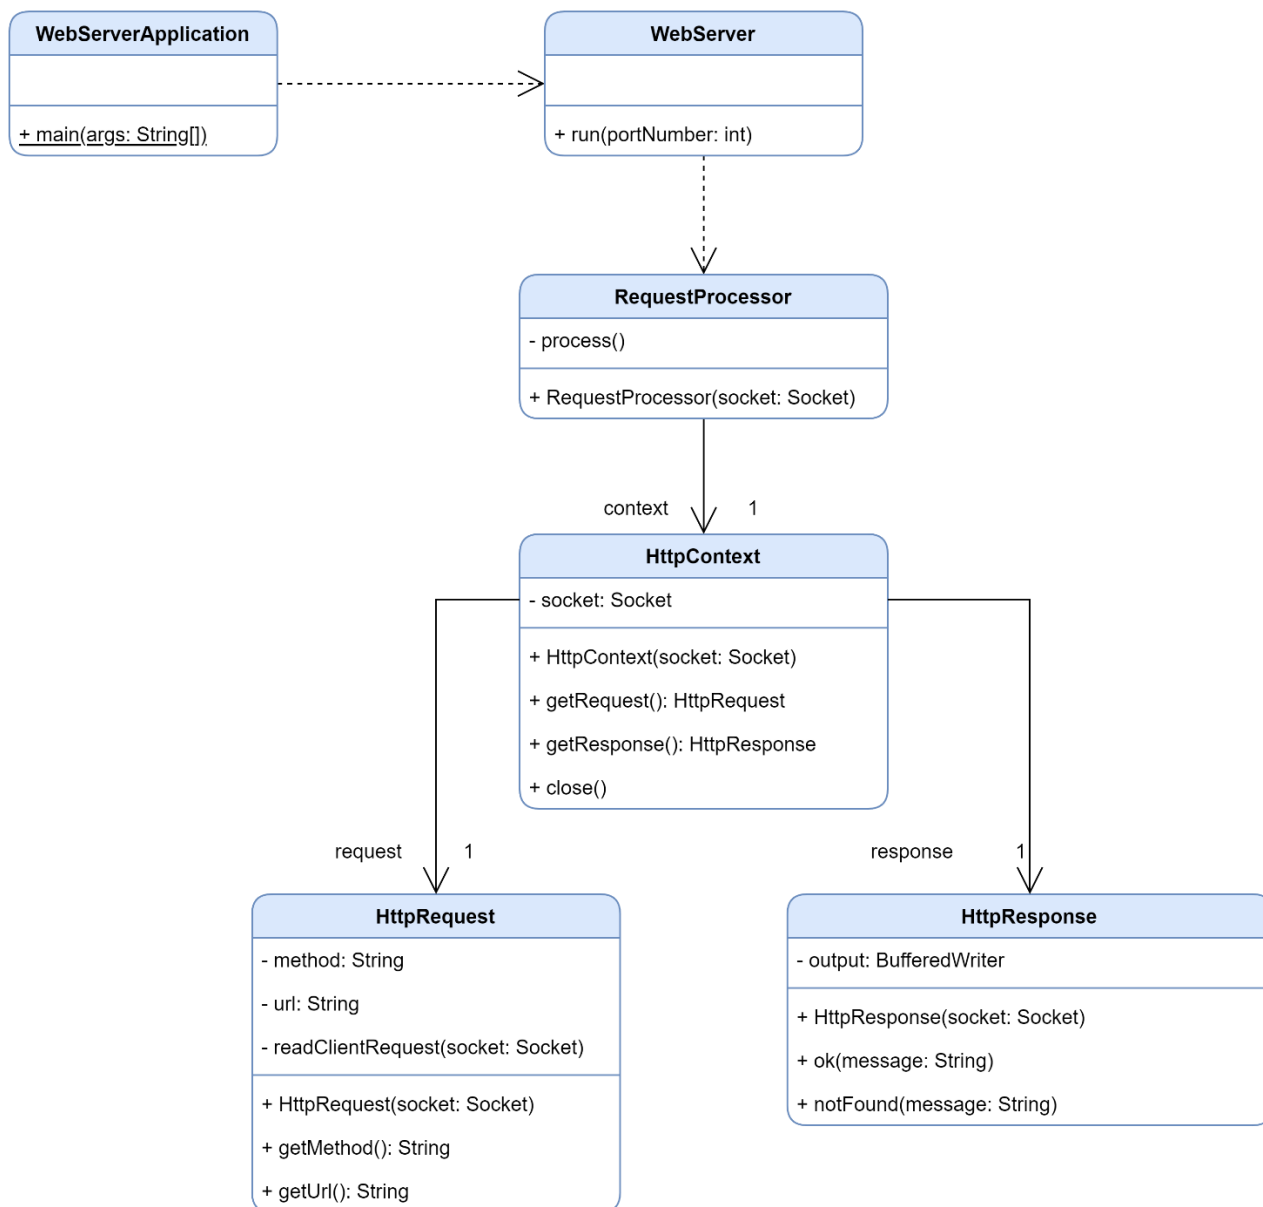 WebServerApplication
+ main(args: String[])
WebServer
+ run(portNumber: int)
RequestProcessor
- process()
+ RequestProcessor(socket: Socket)
context 1
HttpContext
- socket: Socket
+ HttpContext(socket: Socket)
+ getRequest(): HttpRequest
+ getResponse(): HttpResponse
+ close()
request 1
response 1
HttpRequest
- method: String
- url: String
- readClientRequest(socket: Socket)
+ HttpRequest(socket: Socket)
+ getMethod(): String
+ getUrl(): String
HttpResponse
- output: BufferedWriter
+ HttpResponse(socket: Socket)
+ ok(message: String)
+ notFound(message: String)